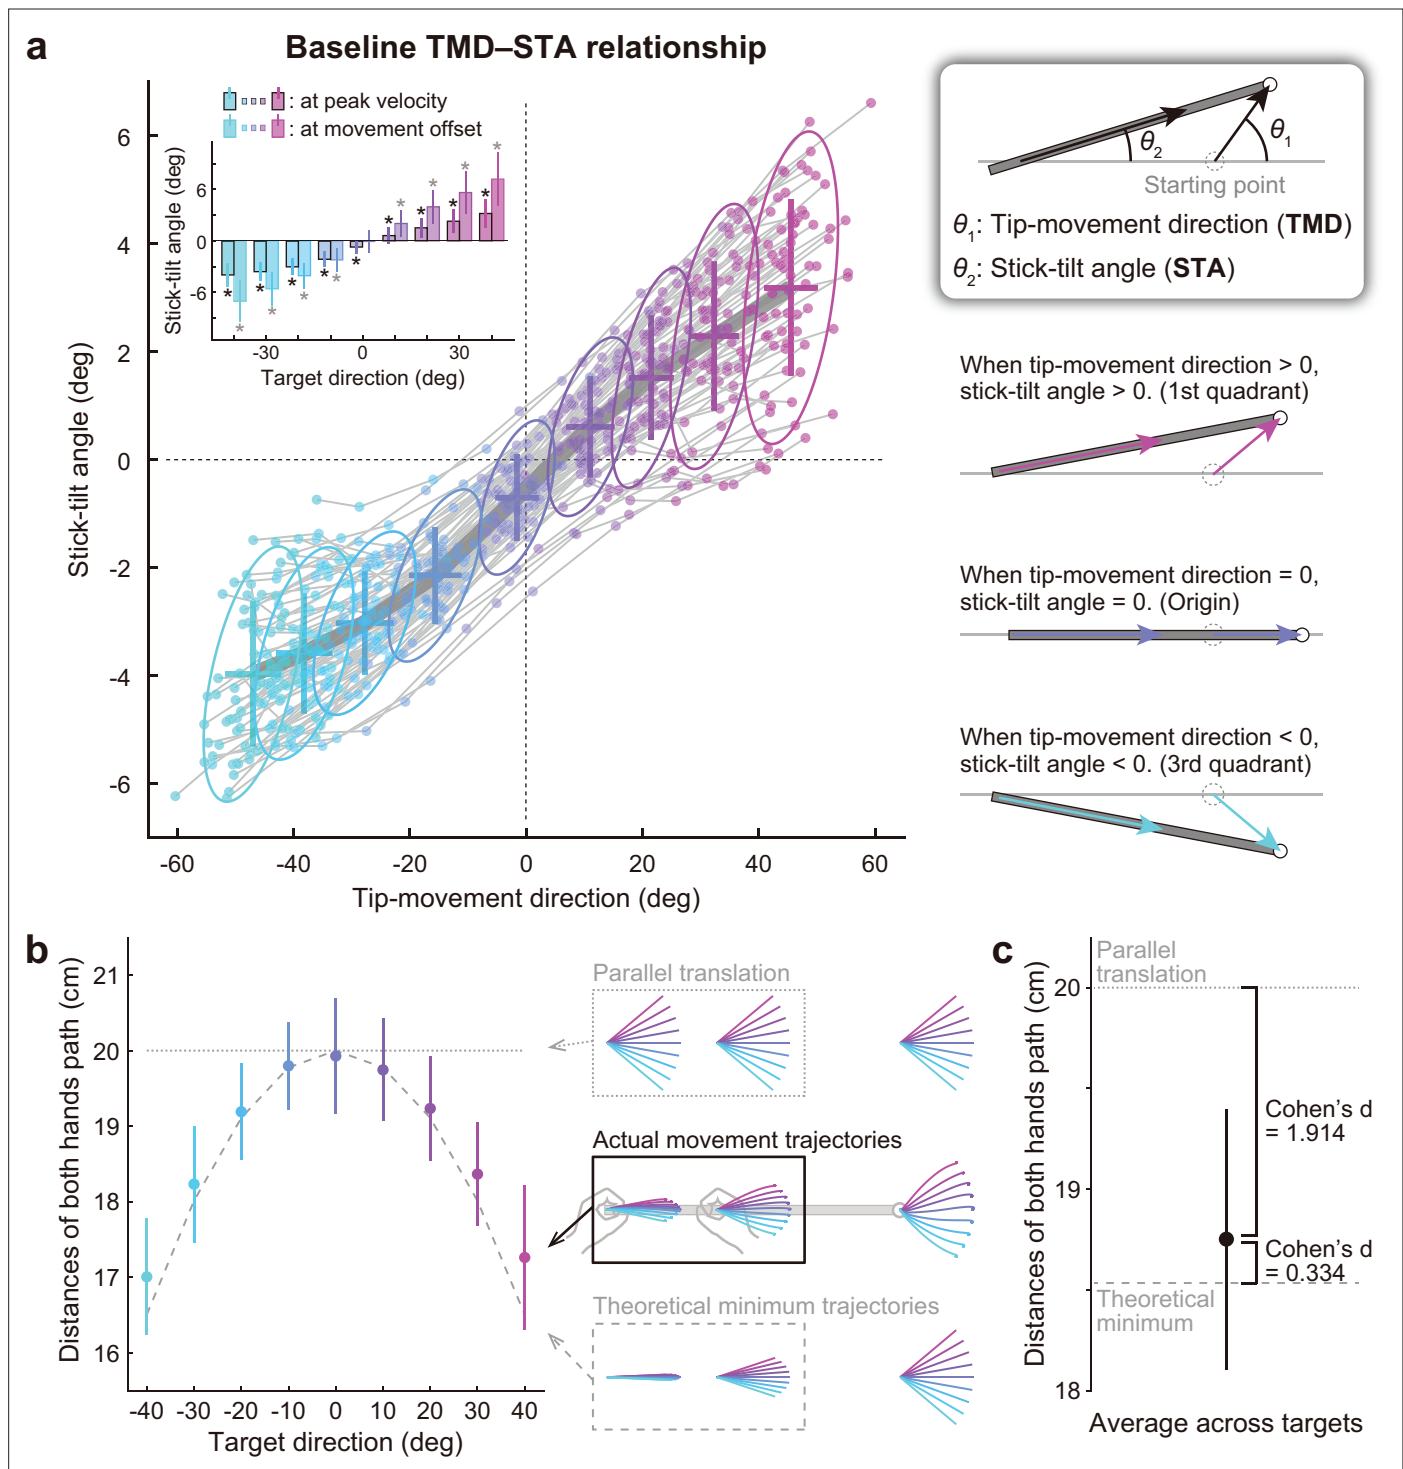 a
Baseline TMD–STA relationship
: at peak velocity
: at movement offset
Stick-tilt angle (deg)
6
0
-6
* * * * * * * * *
* * * * * * * *
-30 0 30
Target direction (deg)
Stick-tilt angle (deg)
6
4
2
0
-2
-4
-6
-60 -40 -20 0 20 40 60
Tip-movement direction (deg)
θ2
θ1
Starting point
θ1: Tip-movement direction (TMD)
θ2: Stick-tilt angle (STA)
When tip-movement direction > 0,
stick-tilt angle > 0. (1st quadrant)
When tip-movement direction = 0,
stick-tilt angle = 0. (Origin)
When tip-movement direction < 0,
stick-tilt angle < 0. (3rd quadrant)
b
Distances of both hands path (cm)
21
20
19
18
17
16
-40 -30 -20 -10 0 10 20 30 40
Target direction (deg)
Parallel translation
Actual movement trajectories
Theoretical minimum trajectories
c
Distances of both hands path (cm)
20
19
18
Parallel
translation
Cohen's d
= 1.914
Cohen's d
= 0.334
Theoretical
minimum
Average across targets